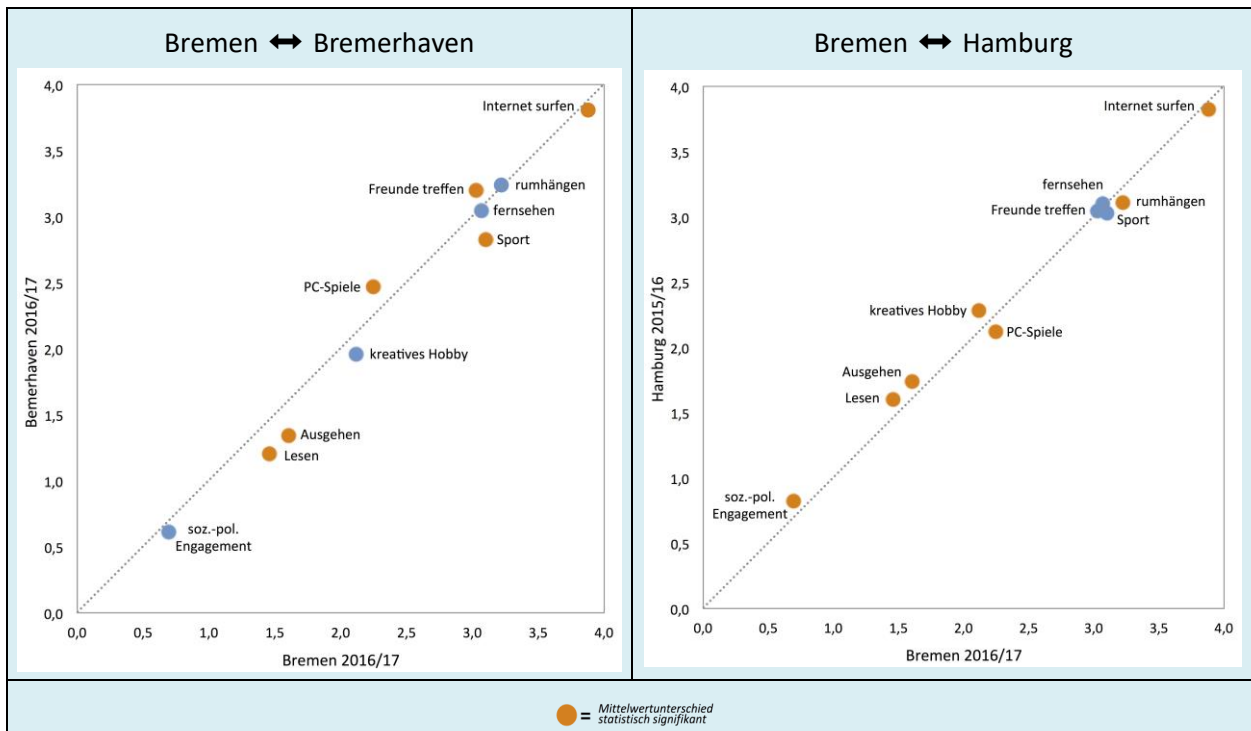 Bremen ↔ Bremerhaven
4,0
3,5
3,0
2,5
2,0
1,5
1,0
0,5
0,0
Bemerhaven 2016/17
Internet surfen
Freunde treffen
rumhängen
fernsehen
Sport
PC-Spiele
kreatives Hobby
Ausgehen
Lesen
soz.-pol.
Engagement
0,0 0,5 1,0 1,5 2,0 2,5 3,0 3,5 4,0
Bremen 2016/17
Bremen ↔ Hamburg
4,0
3,5
3,0
2,5
2,0
1,5
1,0
0,5
0,0
Hamburg 2015/16
Internet surfen
fernsehen
rumhängen
Freunde treffen
Sport
kreatives Hobby
PC-Spiele
Ausgehen
Lesen
soz.-pol.
Engagement
0,0 0,5 1,0 1,5 2,0 2,5 3,0 3,5 4,0
Bremen 2016/17
= Mittelwertunterschied
statistisch signifikant